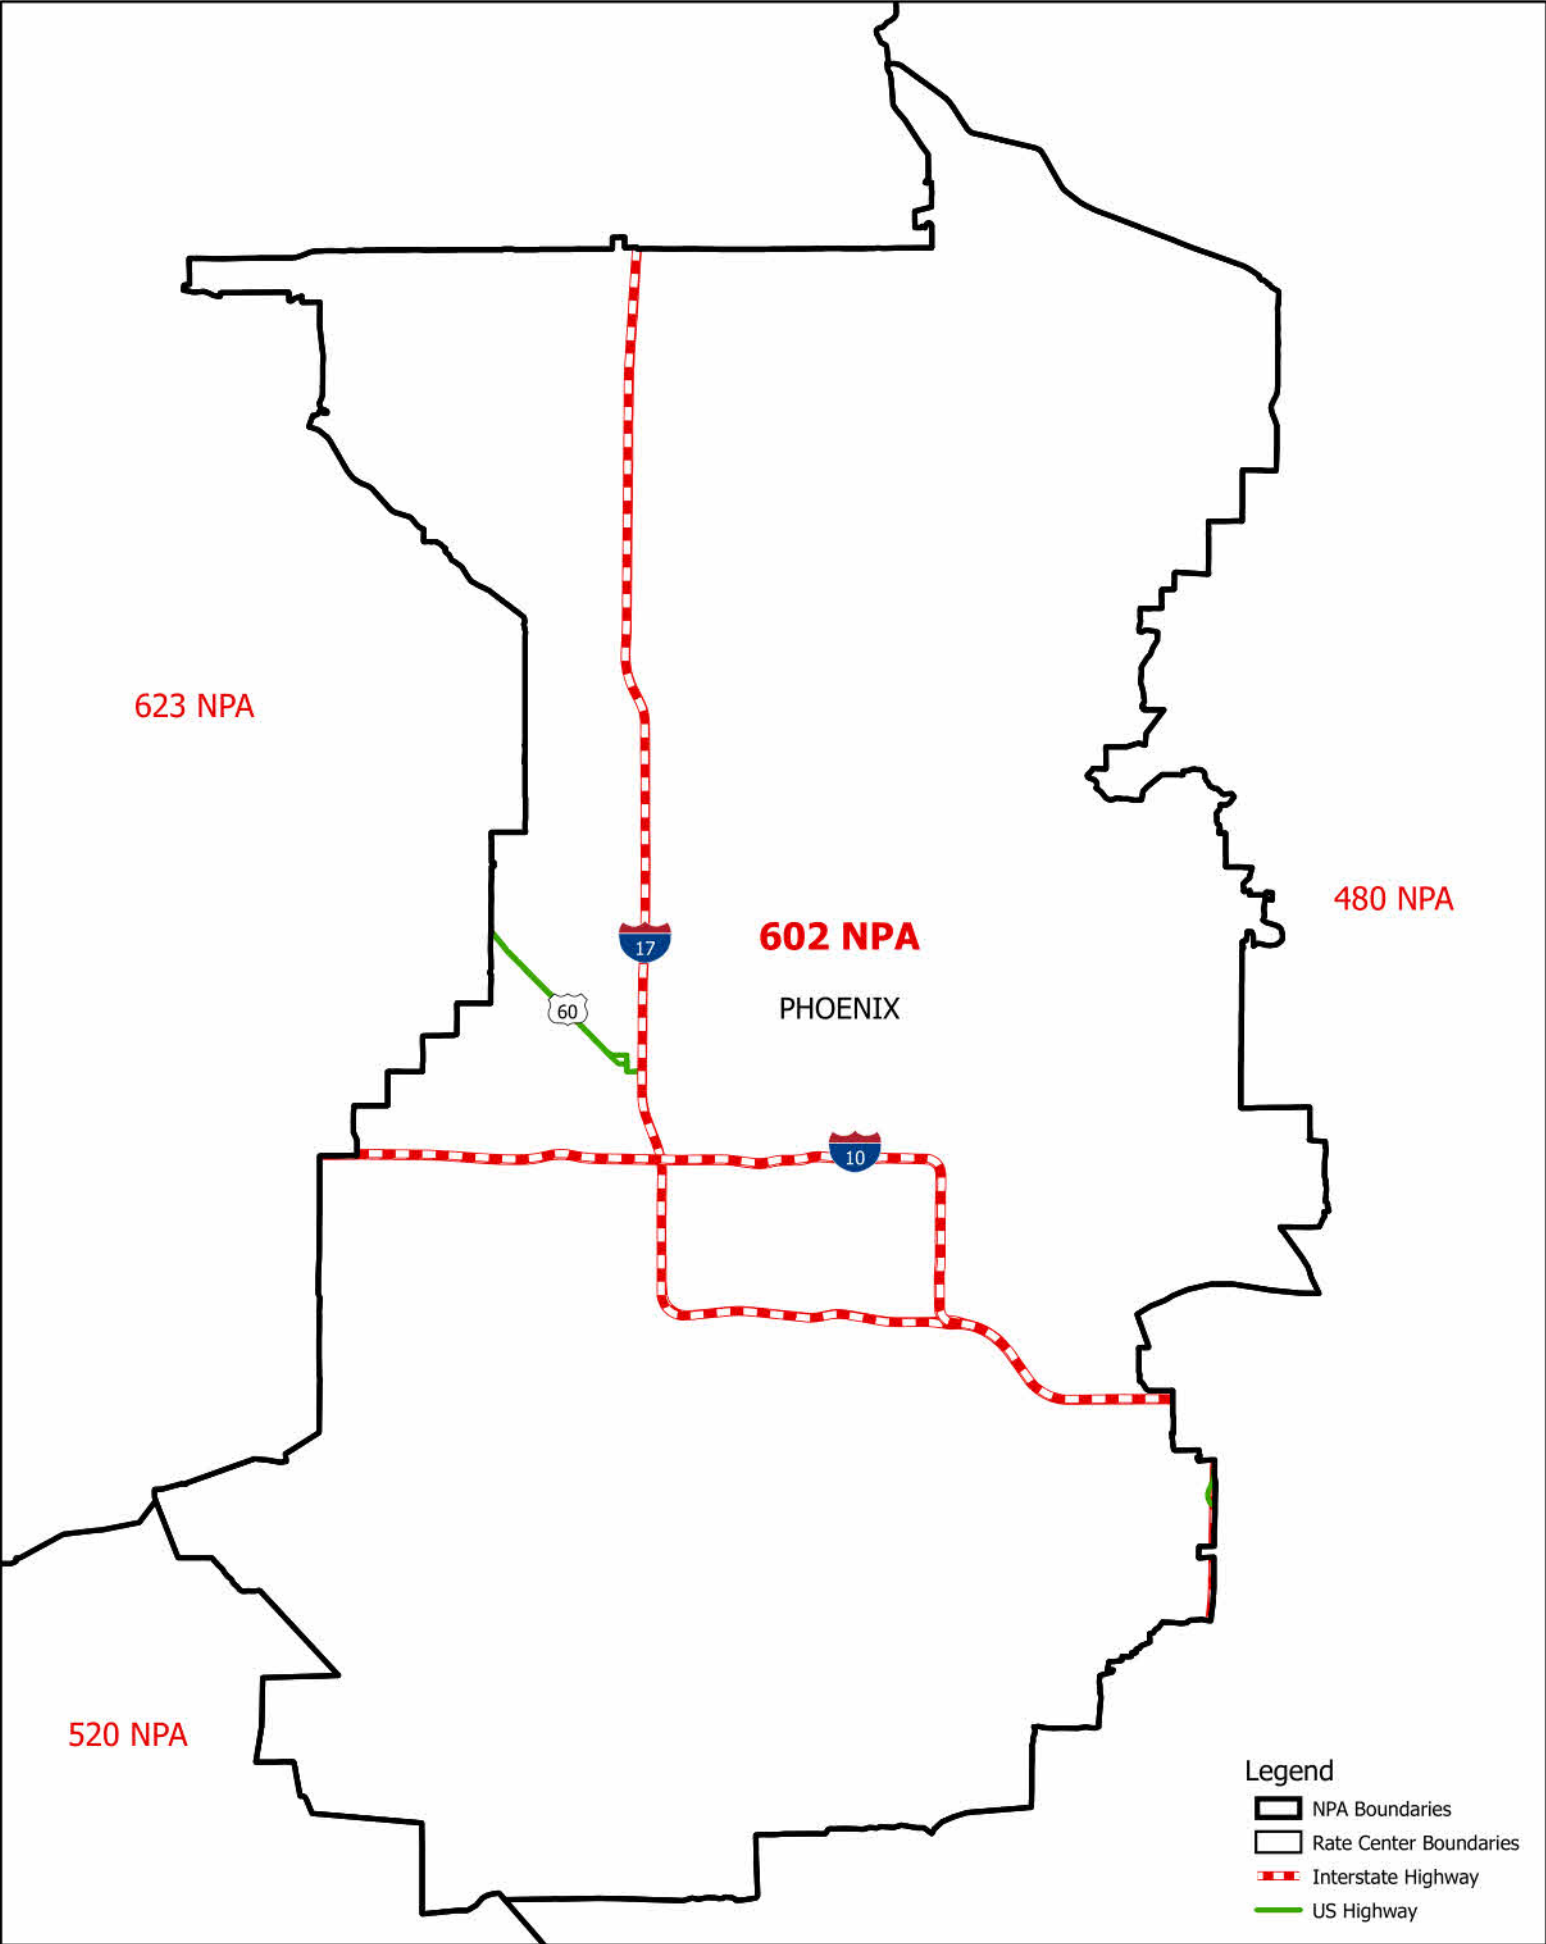 623 NPA
480 NPA
17
602 NPA
60
PHOENIX
10
520 NPA
Legend
NPA Boundaries
Rate Center Boundaries
Interstate Highway
US Highway